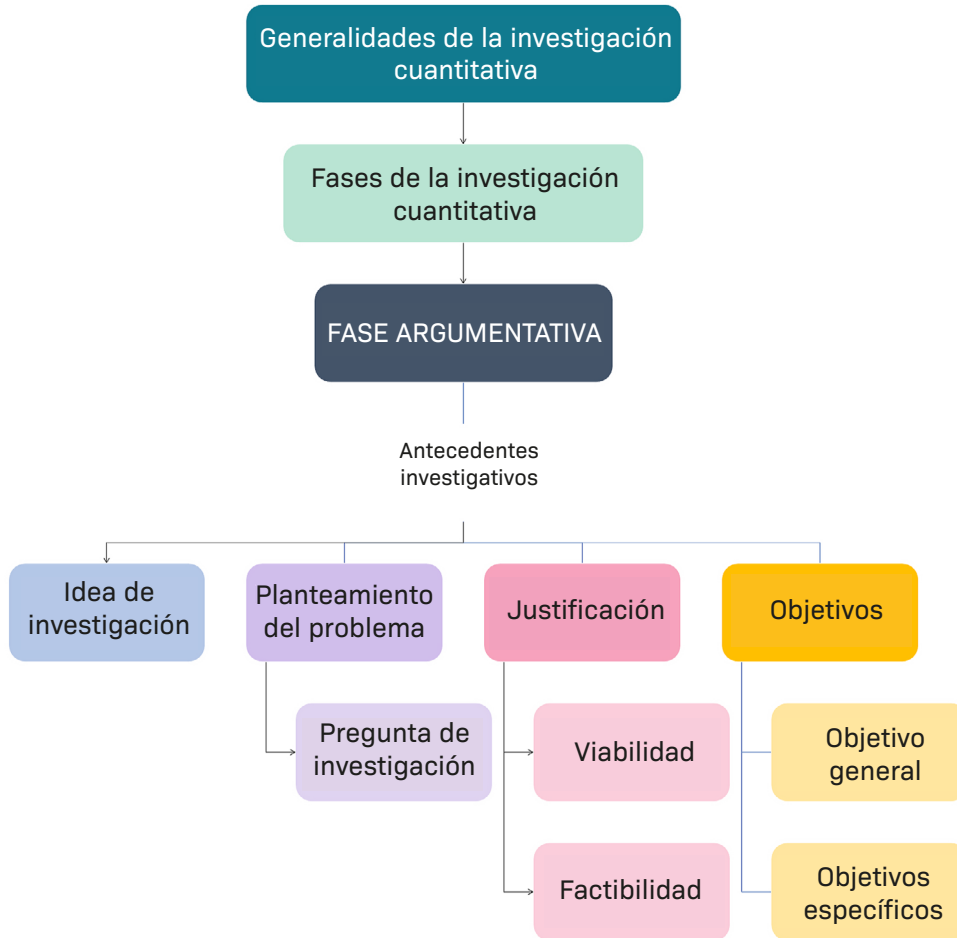 Generalidades de la investigación
cuantitativa
Fases de la investigación
cuantitativa
FASE ARGUMENTATIVA
Antecedentes
investigativos
Idea de
investigación
Planteamiento
del problema
Justificación
Objetivos
Pregunta de
investigación
Viabilidad
Objetivo
general
Factibilidad
Objetivos
específicos